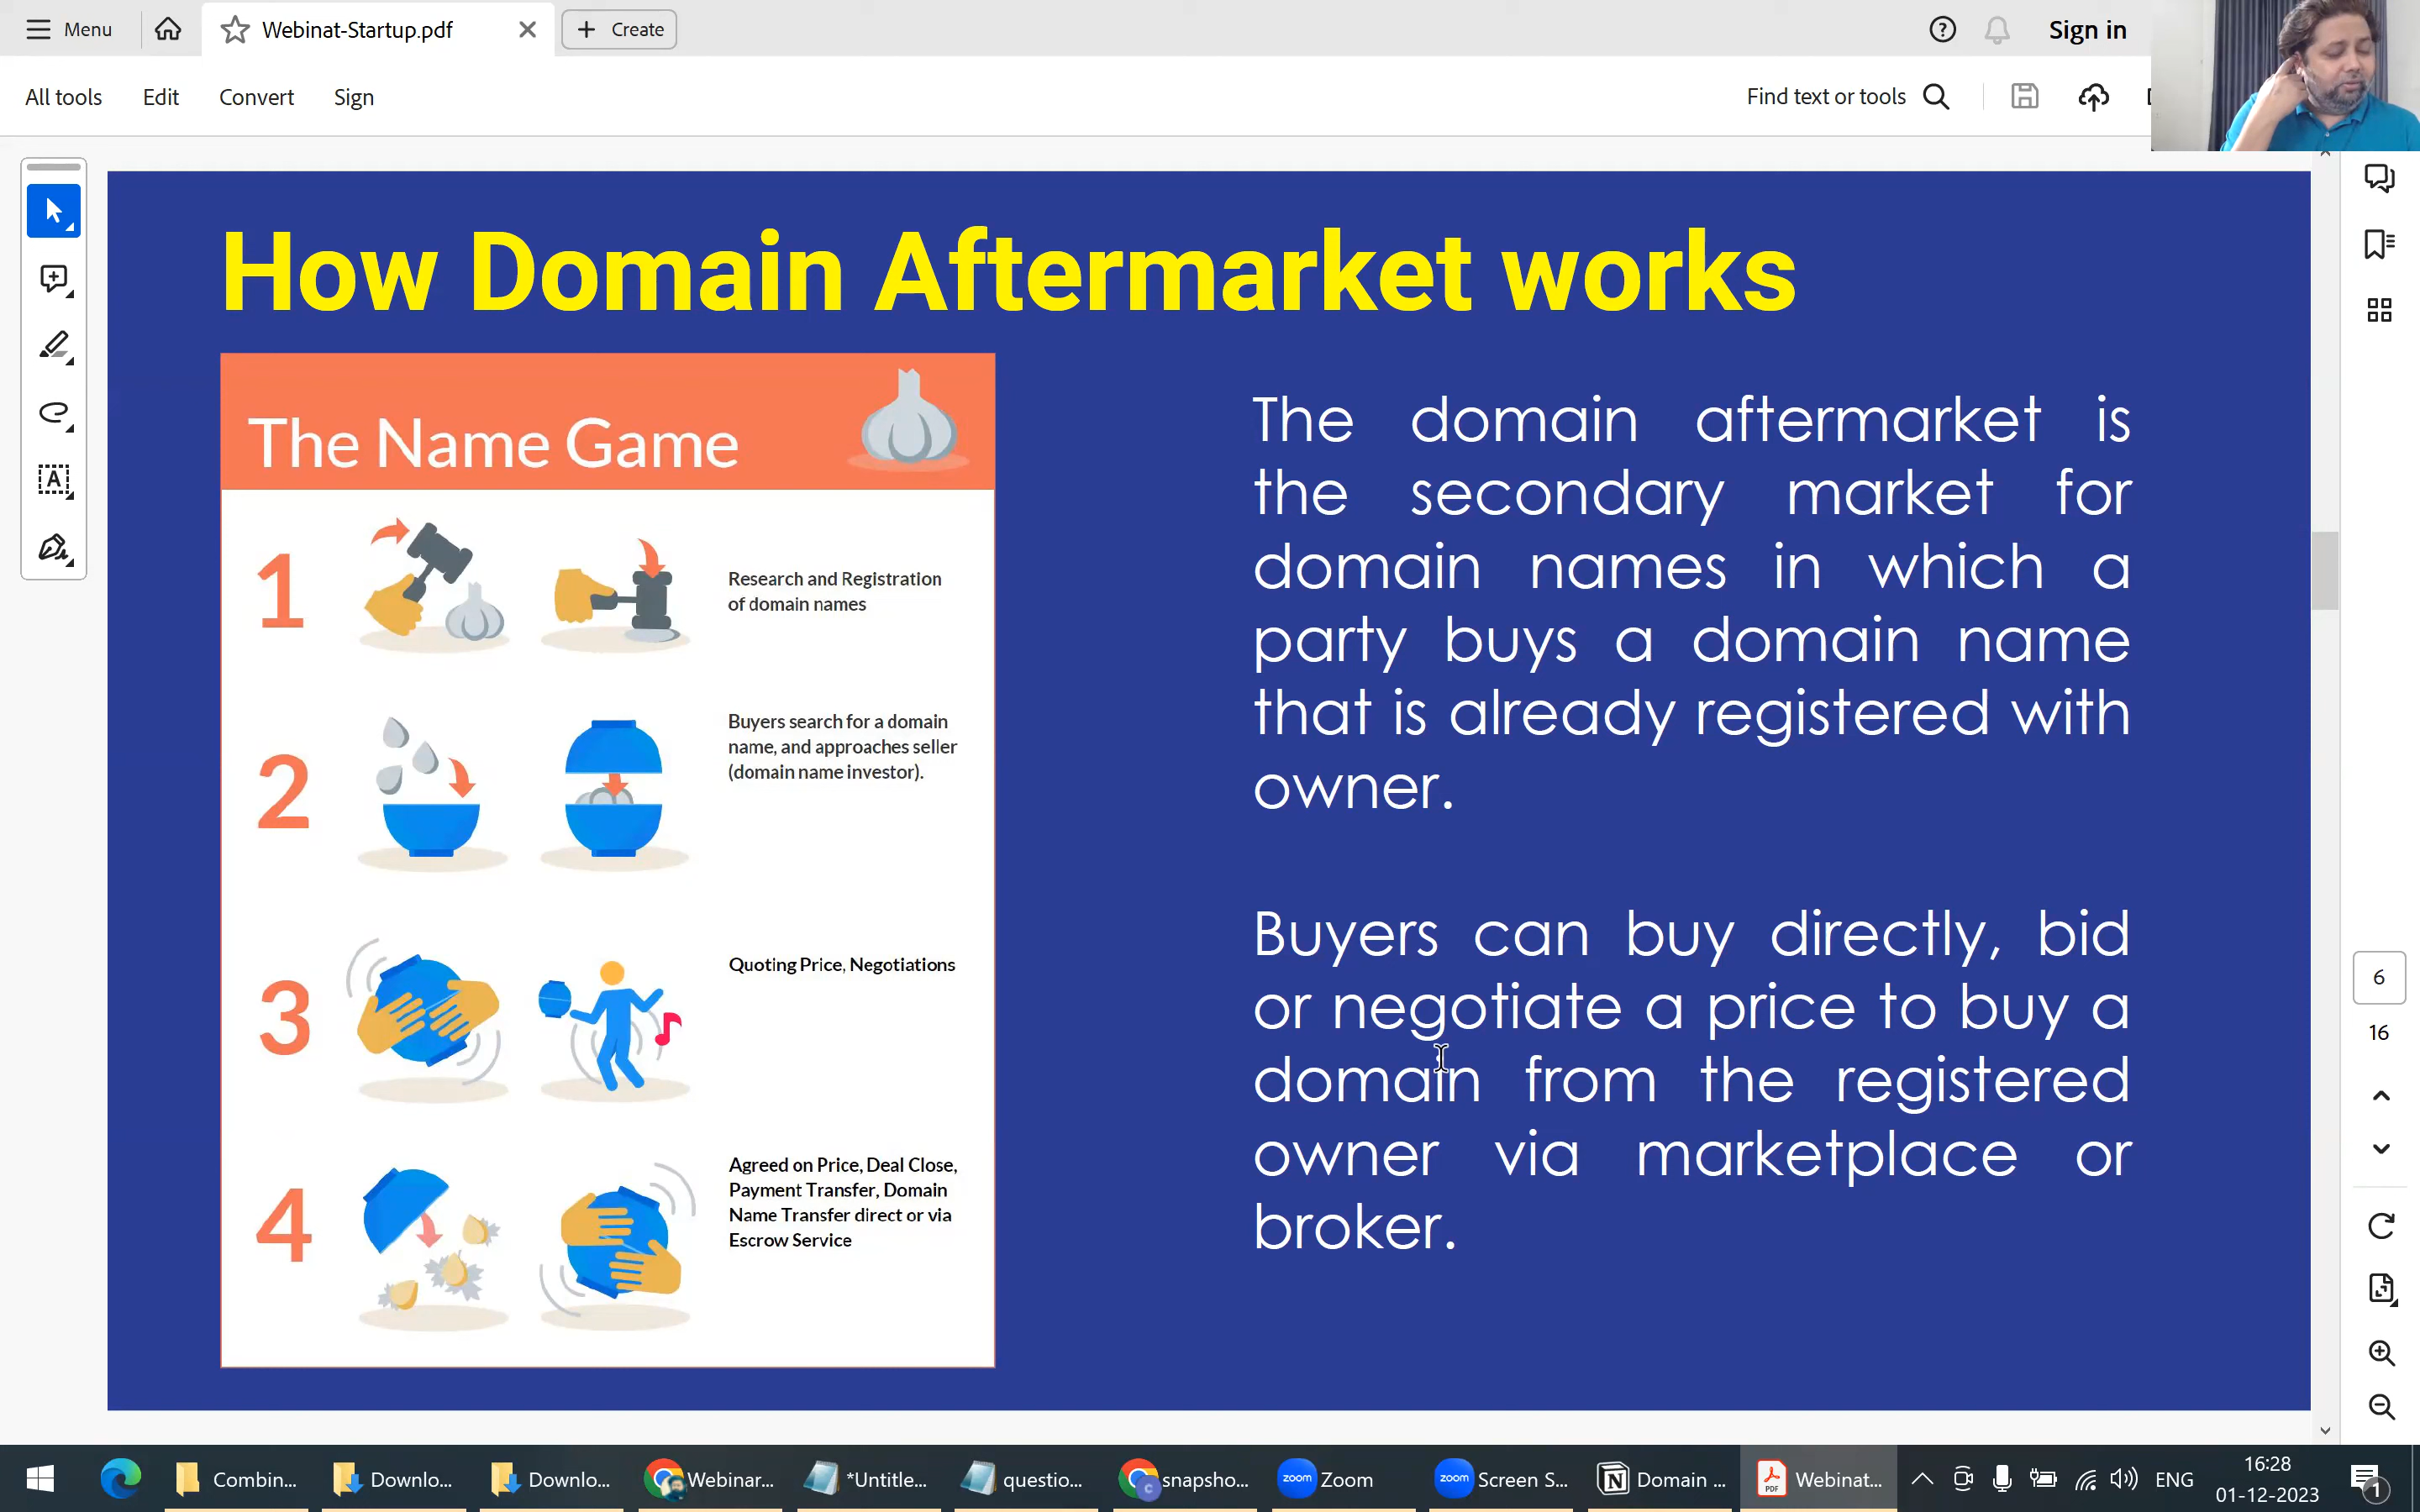 Menu
Webinat-Startup.pdf
Create
Sign in
All tools
Edit
Convert
Sign
Find text or tools
How Domain Aftermarket works
The Name Game
1
Research and Registration
of domain names
2
Buyers search for a domain
name, and approaches seller
(domain name investor).
3
Quoting Price, Negotiations
4
Agreed on Price, Deal Close,
Payment Transfer, Domain
Name Transfer direct or via
Escrow Service
The domain aftermarket is
the secondary market for
domain names in which a
party buys a domain name
that is already registered with
owner.
Buyers can buy directly, bid
or negotiate a price to buy a
domain from the registered
owner via marketplace or
broker.
6
16
Combin...
Downlo...
Downlo...
Webinar...
*Untitle...
questio...
snapsho...
zoom
Zoom
zoom
Screen S...
Domain ...
Webinat...
ENG
16:28
01-12-2023
1